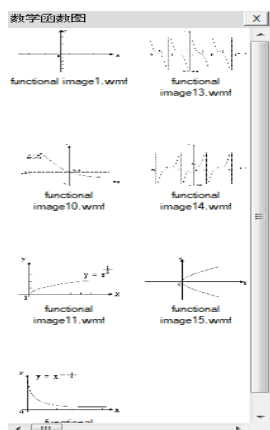 数学函数图
functional image1.wmf
functional
image13.wmf
functional
image10.wmf
functional
image14.wmf
functional
image11.wmf
functional
image15.wmf
functional